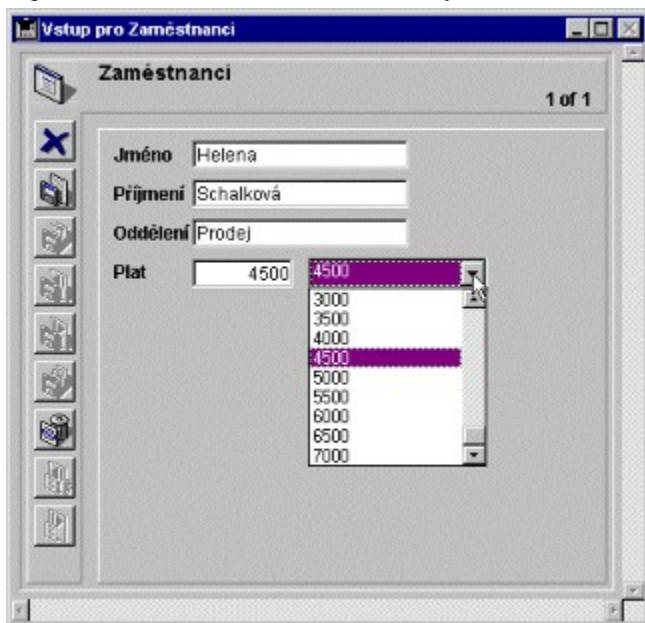 Vstup pro Zaměstnanci
Zaměstnanci
1 of 1
Jméno Helena
Příjmení Schalková
Oddělení Prodej
Plat 4500 4500
3000
3500
4000
4500
5000
5500
6000
6500
7000